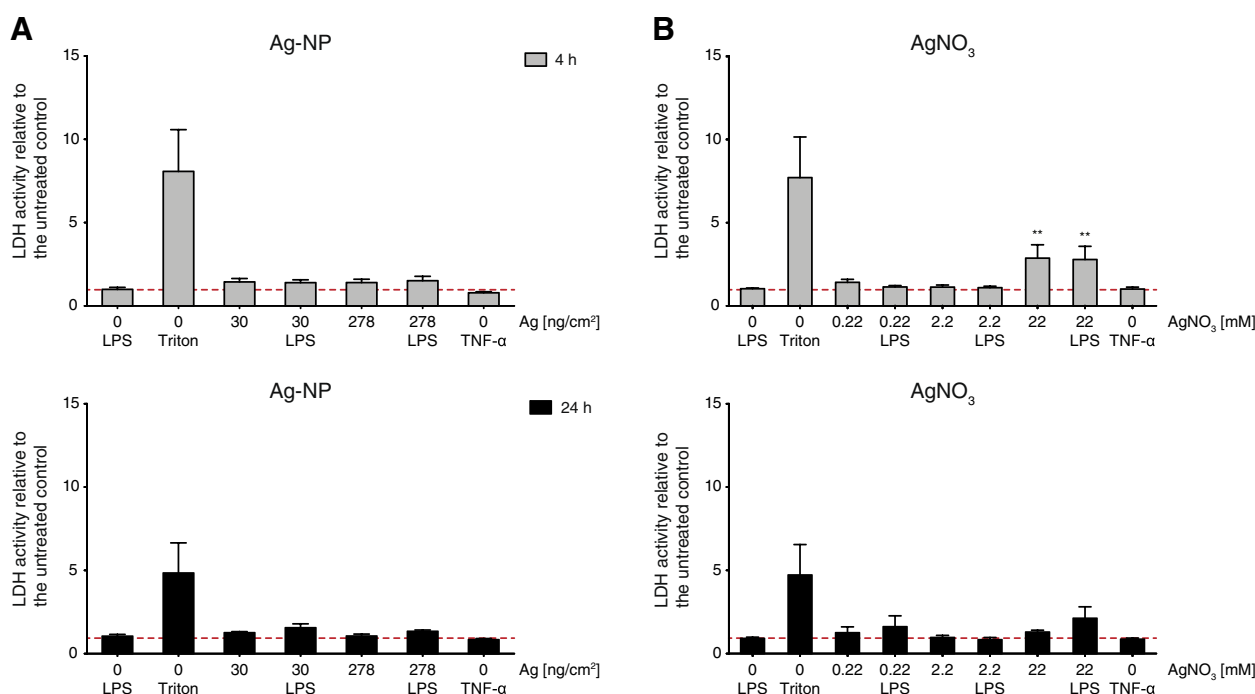 A
Ag-NP
4 h
LDH activity relative to
the untreated control
15
10
5
0
0 0 30 30 278 278 0 Ag [ng/cm²]
LPS Triton LPS LPS TNF-α
B
AgNO₃
LDH activity relative to
the untreated control
15
10
5
0
** **
0 0 0.22 0.22 2.2 2.2 22 22 0 AgNO₃ [mM]
LPS Triton LPS LPS LPS TNF-α
Ag-NP
24 h
LDH activity relative to
the untreated control
15
10
5
0
0 0 30 30 278 278 0 Ag [ng/cm²]
LPS Triton LPS LPS TNF-α
AgNO₃
LDH activity relative to
the untreated control
15
10
5
0
0 0 0.22 0.22 2.2 2.2 22 22 0 AgNO₃ [mM]
LPS Triton LPS LPS LPS TNF-α